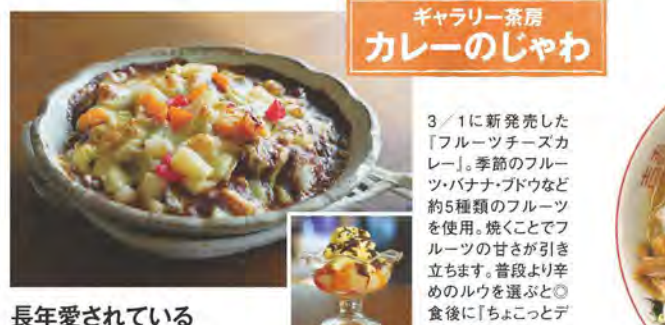 ギャラリー茶房
カレーのじゃわ
3／1に新発売した
『フルーツチーズカ
レー』。季節のフルー
ツ・バナナ・ブドウなど
約5種類のフルーツ
を使用。焼くことでフ
ルーツの甘さが引き
立ちます。普段より辛
めのルウを選ぶと◎
食後に『ちょこっとデ
長年愛されている